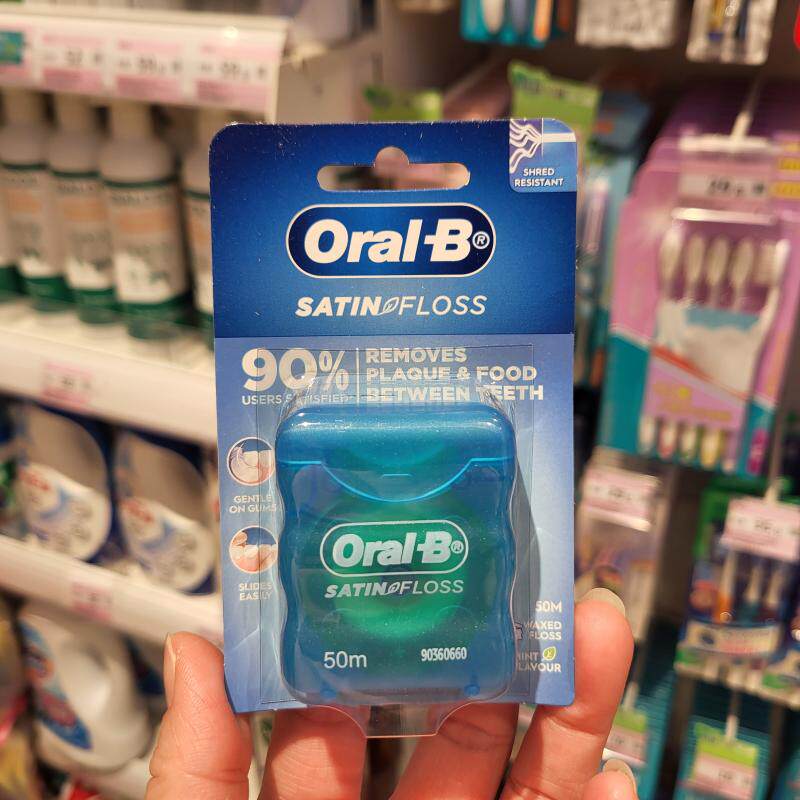 SHRED
RESISTANT
Oral-B®
SATIN FLOSS
90%
USERS SATISFIED
REMOVES
PLAQUE & FOOD
BETWEEN TEETH
GENTLE
ON GUMS
SLIDES
EASILY
Oral-B®
SATIN FLOSS
50m
90360660
50M
WAXED
FLOSS
MINT
FLAVOUR